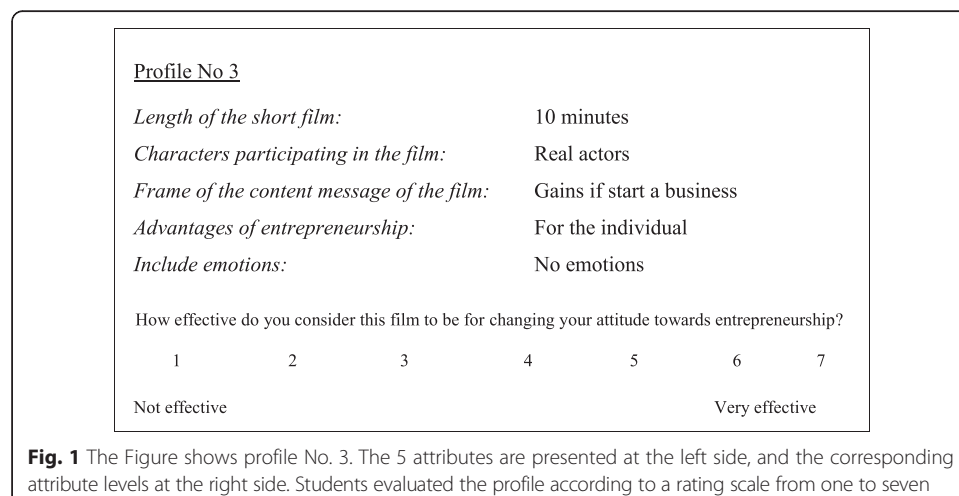 Profile No 3
Length of the short film: 10 minutes
Characters participating in the film: Real actors
Frame of the content message of the film: Gains if start a business
Advantages of entrepreneurship: For the individual
Include emotions: No emotions
How effective do you consider this film to be for changing your attitude towards entrepreneurship?
1 2 3 4 5 6 7
Not effective Very effective
Fig. 1 The Figure shows profile No. 3. The 5 attributes are presented at the left side, and the corresponding
attribute levels at the right side. Students evaluated the profile according to a rating scale from one to seven